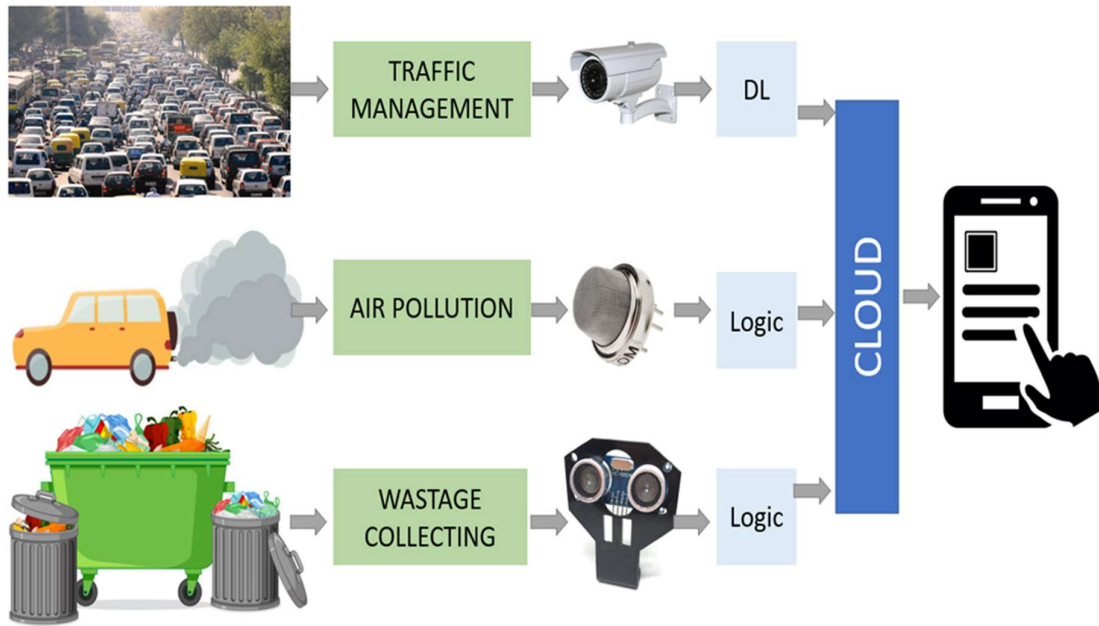 TRAFFIC
MANAGEMENT
DL
AIR POLLUTION
Logic
WASTAGE
COLLECTING
Logic
CLOUD